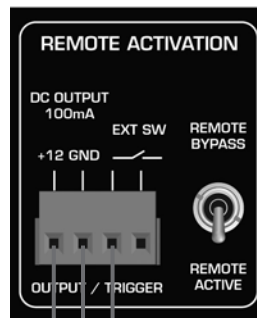 REMOTE ACTIVATION
DC OUTPUT
100mA
+12 GND
EXT SW
REMOTE
BYPASS
REMOTE
ACTIVE
OUTPUT / TRIGGER